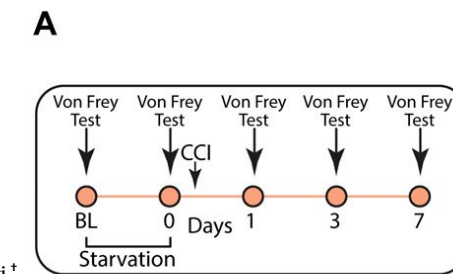 A
Von Frey Von Frey Von Frey Von Frey Von Frey
Test Test Test Test Test
CCI
BL 0 Days 1 3 7
Starvation